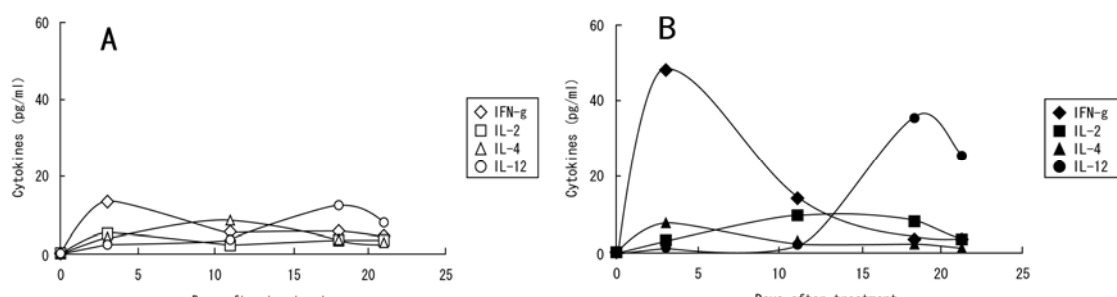 A
60
40
20
0
Cytokines (pg/ml)
0 5 10 15 20 25
IFN-g
IL-2
IL-4
IL-12
B
60
40
20
0
Cytokines (pg/ml)
0 5 10 15 20 25
Days after treatment
IFN-g
IL-2
IL-4
IL-12